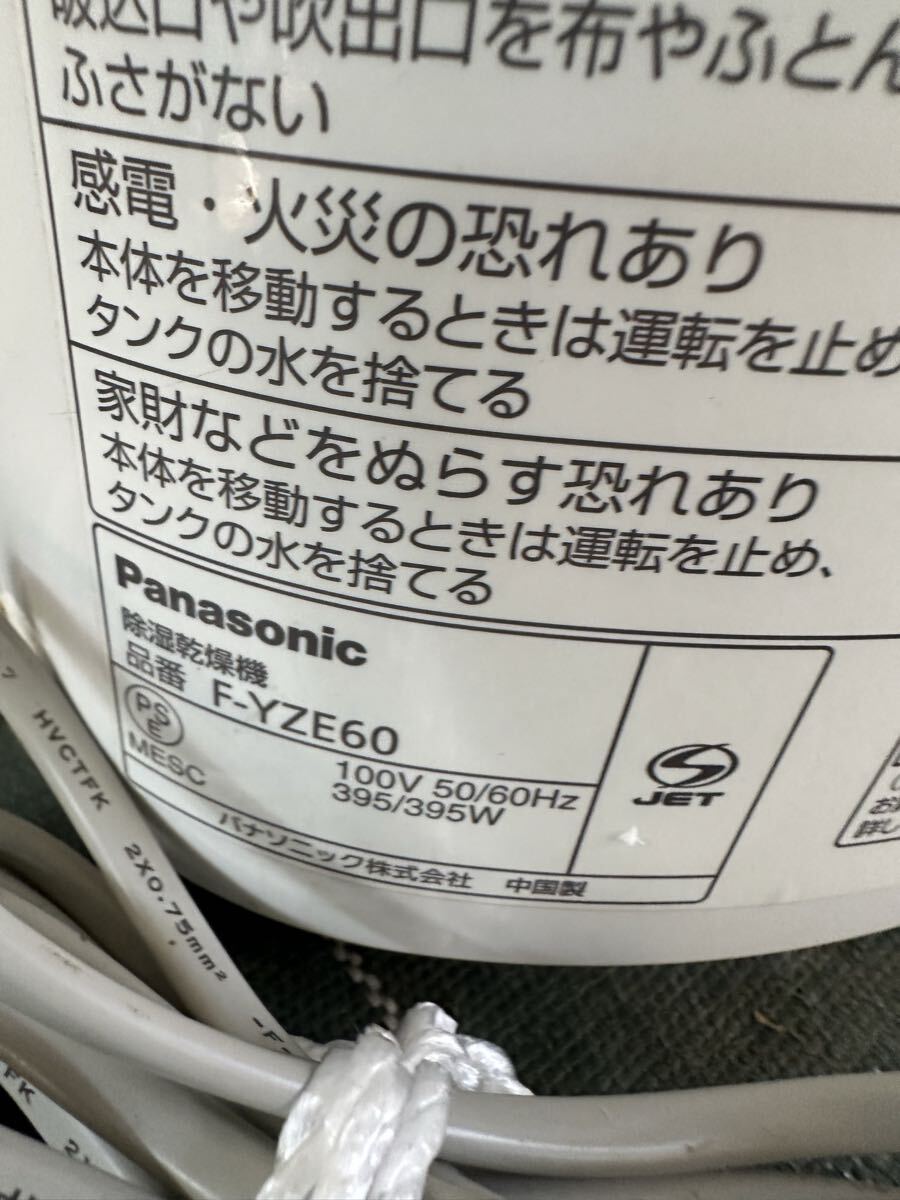 吸込口や吹出口を布やふとん
ふさがない
感電・火災の恐れあり
本体を移動するときは運転を止め
タンクの水を捨てる
家財などをぬらす恐れあり
本体を移動するときは運転を止め、
タンクの水を捨てる
Panasonic
除湿乾燥機
品番 F-YZE60
PSE
MESC
100V 50/60Hz
395/395W
JET
パナソニック株式会社 中国製
お
詳し
HVCTFK 2X0.75mm²
-F
FK